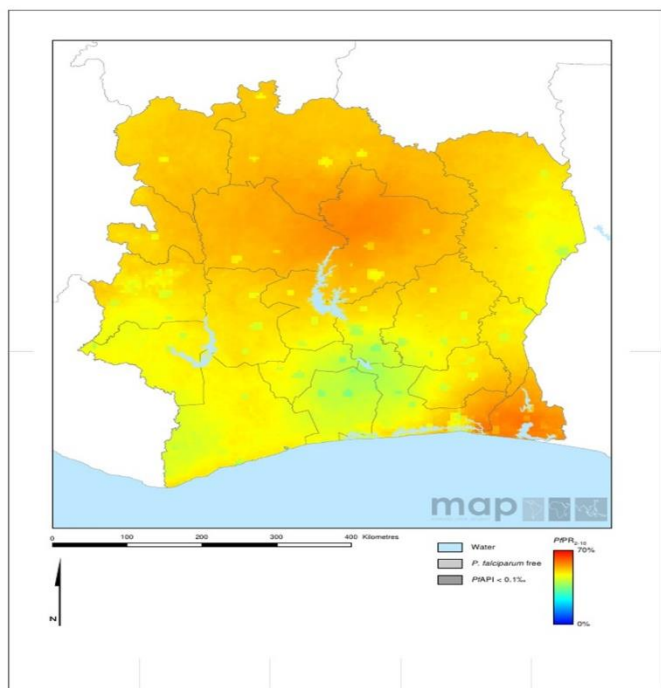 map
0 100 200 300 400 Kilometres
Water
P. falciparum free
PfAPI < 0.1‰
PfPR2-10
70%
0%
N